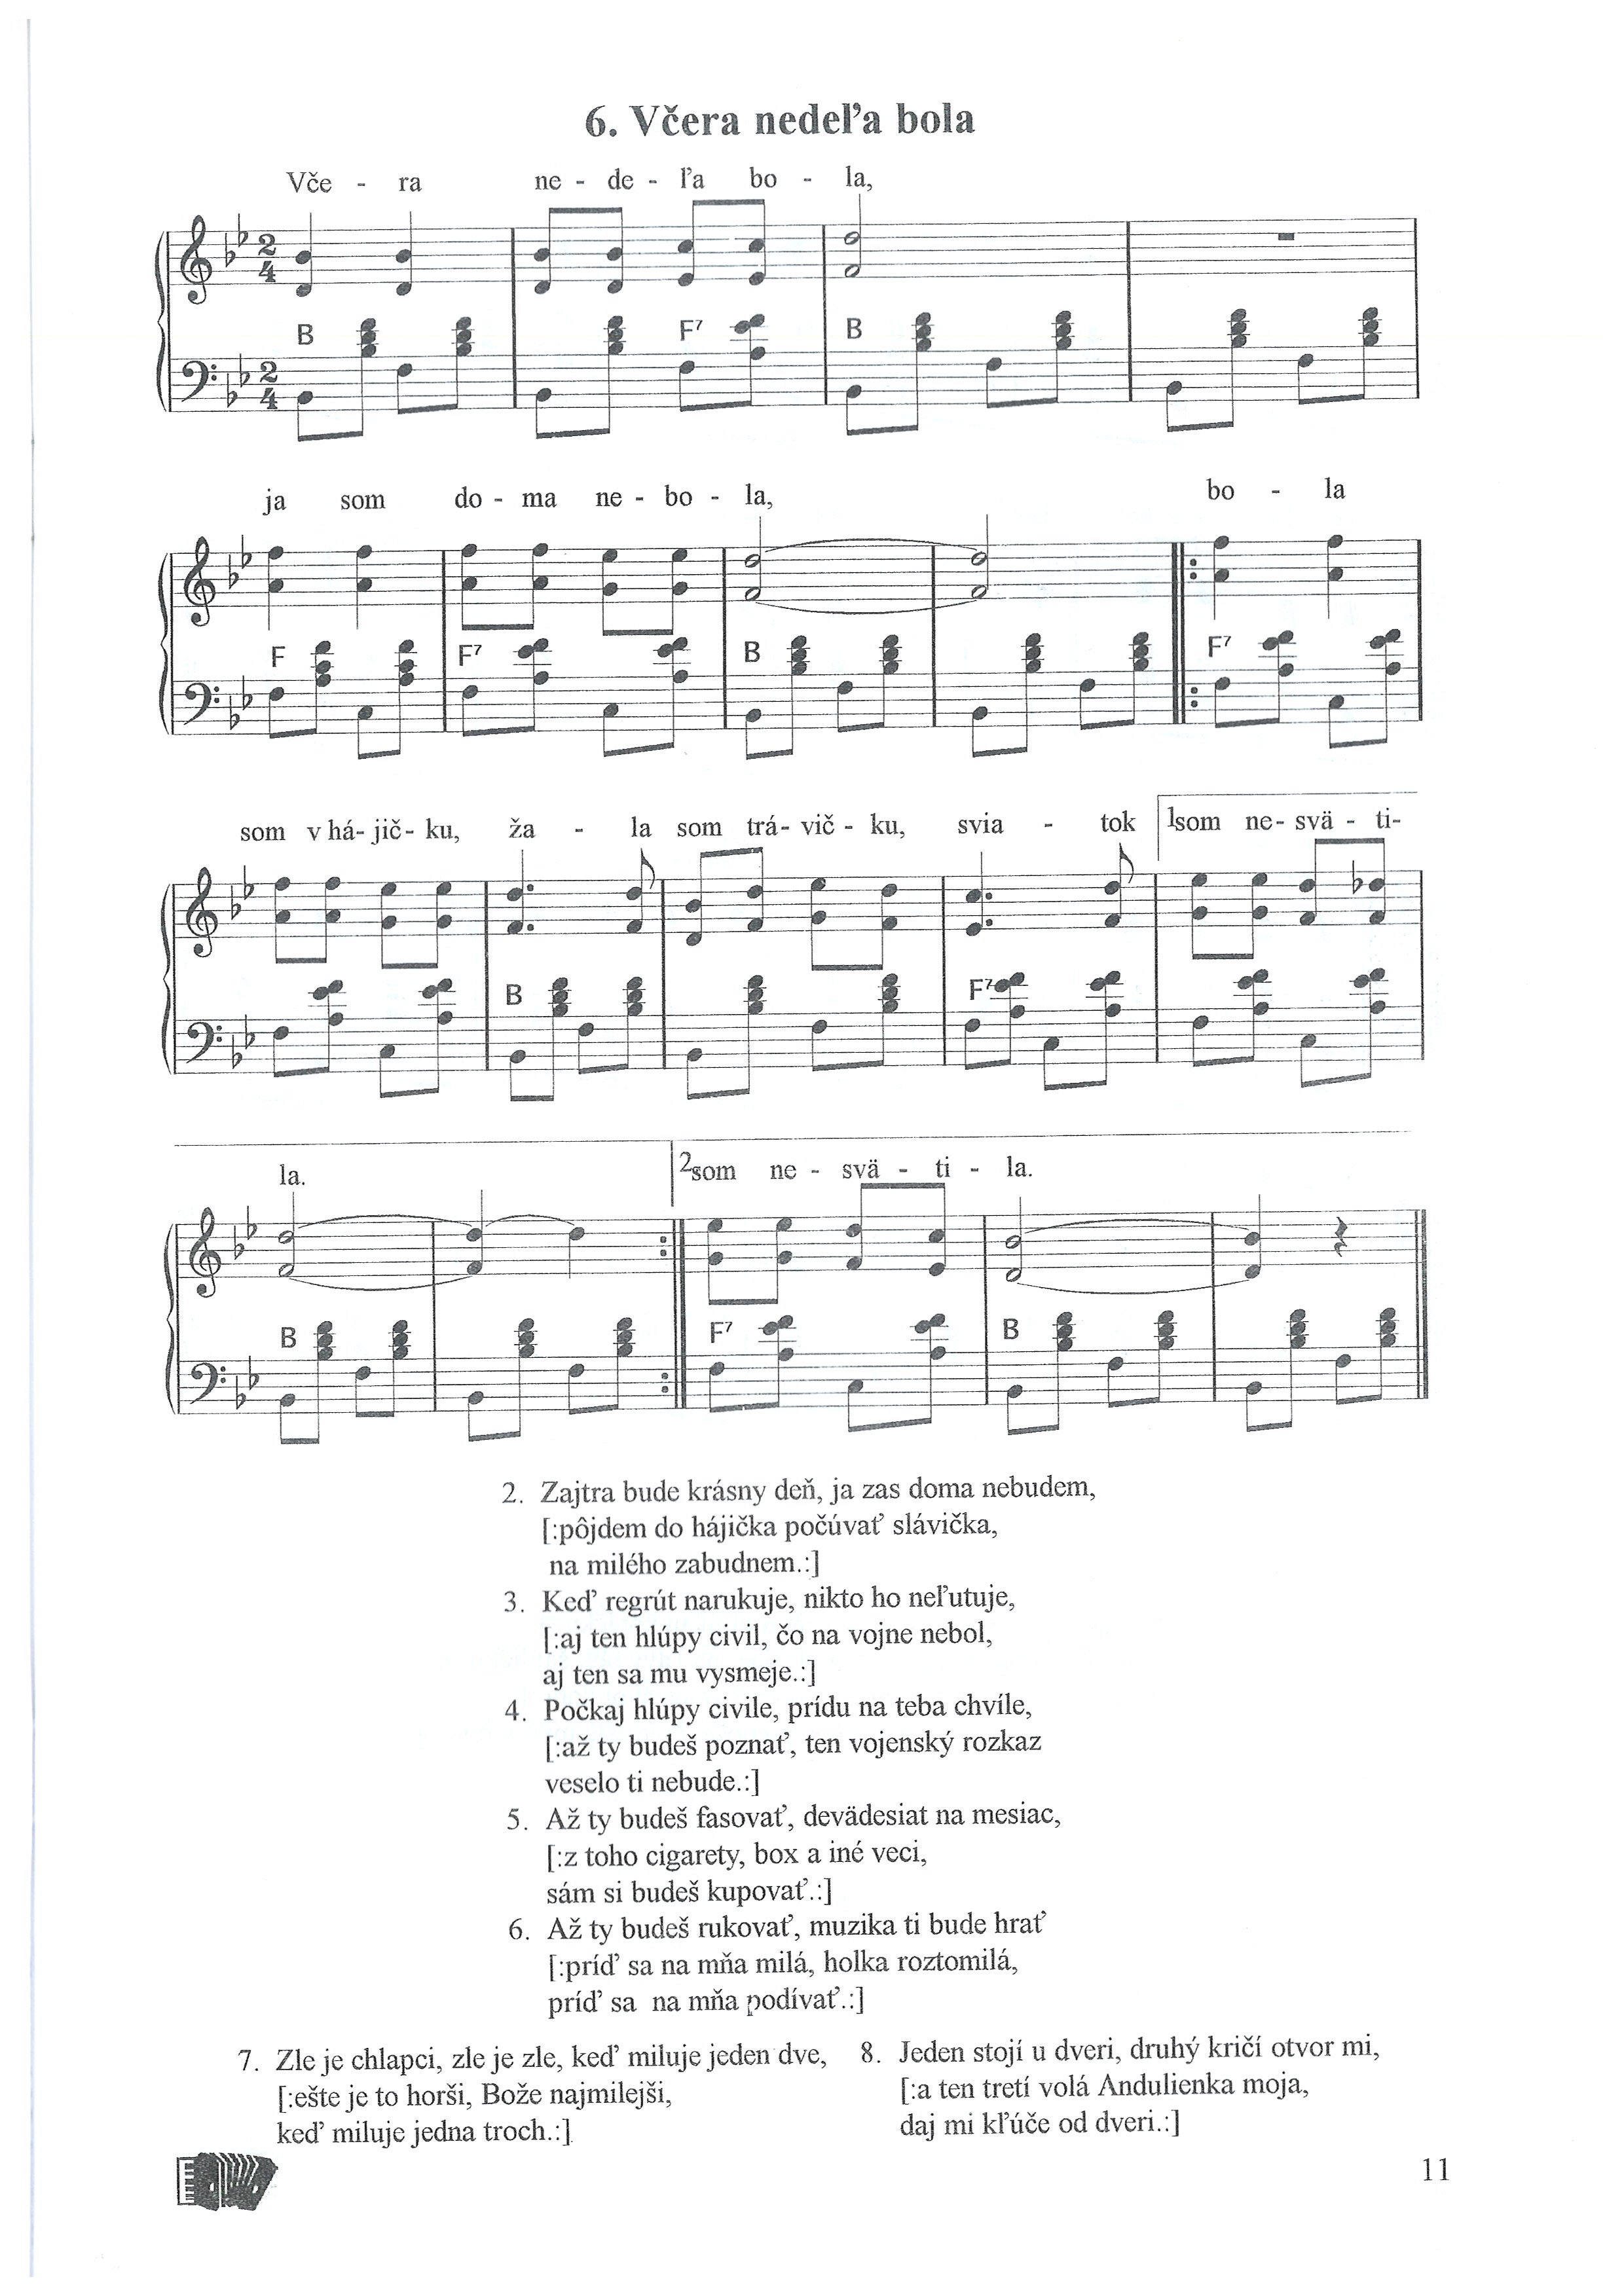 6. Včera nedeľa bola
Vče - ra ne - de - ľa bo - la,
2 4
B F7 B
2 4
ja som do - ma ne - bo - la, bo - la
F F7 B F7
som v há- jič- ku, ža - la som trá- vič - ku, svia - tok 1som ne- svä - ti-
B F7
la. 2som ne - svä - ti - la.
B F7 B
2. Zajtra bude krásny deň, ja zas doma nebudem,
[:pôjdem do hájička počúvať slávička,
na milého zabudnem.:]
3. Keď regrút narukuje, nikto ho neľutuje,
[:aj ten hlúpy civil, čo na vojne nebol,
aj ten sa mu vysmeje.:]
4. Počkaj hlúpy civile, prídu na teba chvíle,
[:až ty budeš poznať, ten vojenský rozkaz
veselo ti nebude.:]
5. Až ty budeš fasovať, devädesiat na mesiac,
[:z toho cigarety, box a iné veci,
sám si budeš kupovať.:]
6. Až ty budeš rukovať, muzika ti bude hrať
[:príď sa na mňa milá, holka roztomilá,
príď sa na mňa podívať.:]
7. Zle je chlapci, zle je zle, keď miluje jeden dve,
[:ešte je to horši, Bože najmilejši,
keď miluje jedna troch.:]
8. Jeden stojí u dveri, druhý kričí otvor mi,
[:a ten tretí volá Andulienka moja,
daj mi kľúče od dveri.:]
11